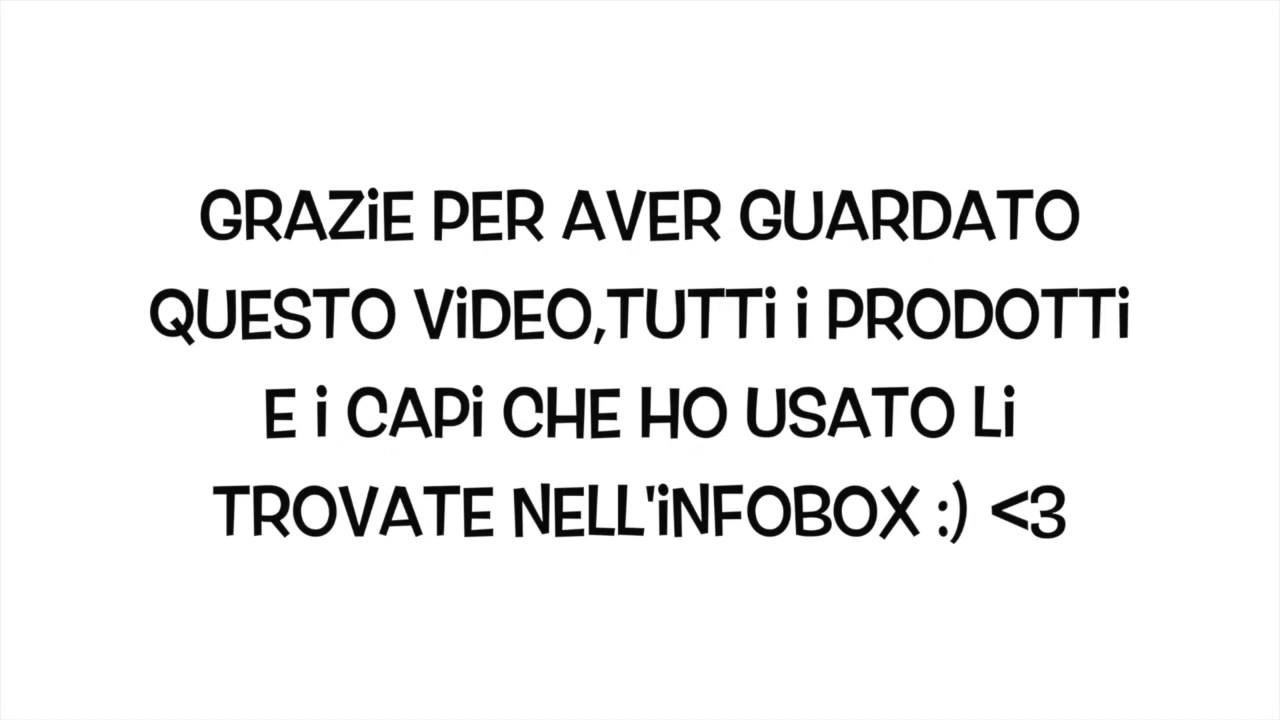 GRAZiE PER AVER GUARDATO
QUESTO ViDEO,TUTTi i PRODOTTi
E i CAPi CHE HO USATO Li
TROVATE NELL'iNFOBOX :) <3